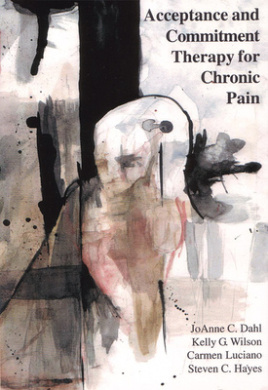 Acceptance and
Commitment
Therapy for
Chronic
Pain
JoAnne C. Dahl
Kelly G. Wilson
Carmen Luciano
Steven C. Hayes